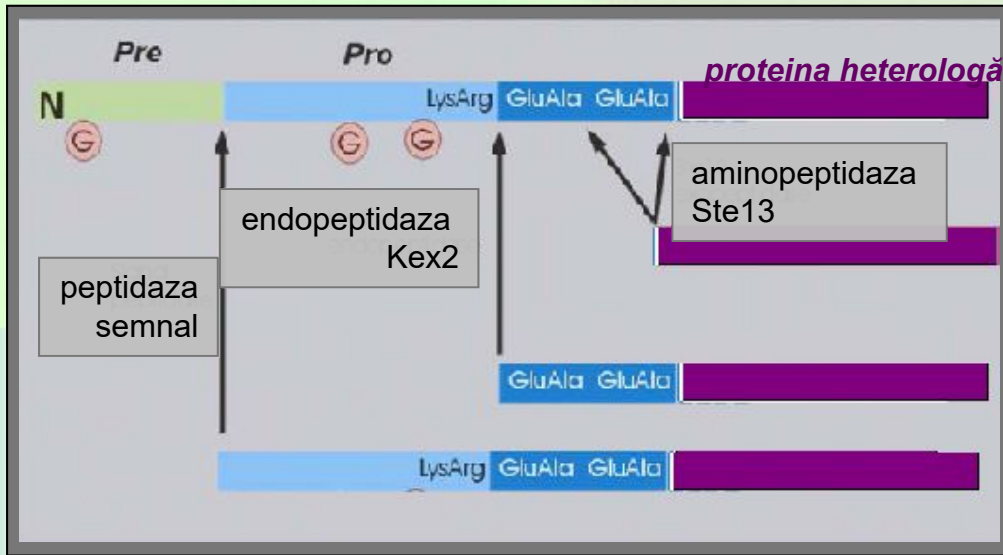 Pre
Pro
proteina heterologă
N
LysArg
GluAla GluAla
G
G
G
aminopeptidaza
Ste13
endopeptidaza
Kex2
peptidaza
semnal
GluAla GluAla
LysArg
GluAla GluAla